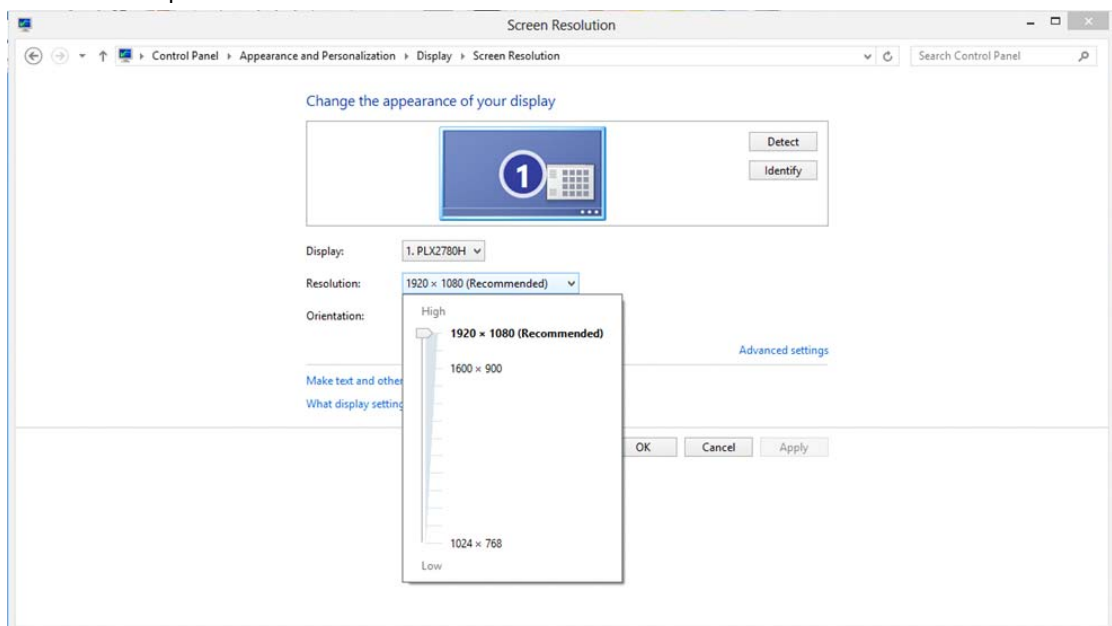 Screen Resolution
Control Panel Appearance and Personalization Display Screen Resolution
Search Control Panel
Change the appearance of your display
1
Detect
Identify
Display: 1. PLX2780H
Resolution: 1920 × 1080 (Recommended)
Orientation:
High
1920 × 1080 (Recommended)
1600 × 900
1024 × 768
Low
Advanced settings
Make text and other
What display setting
OK Cancel Apply